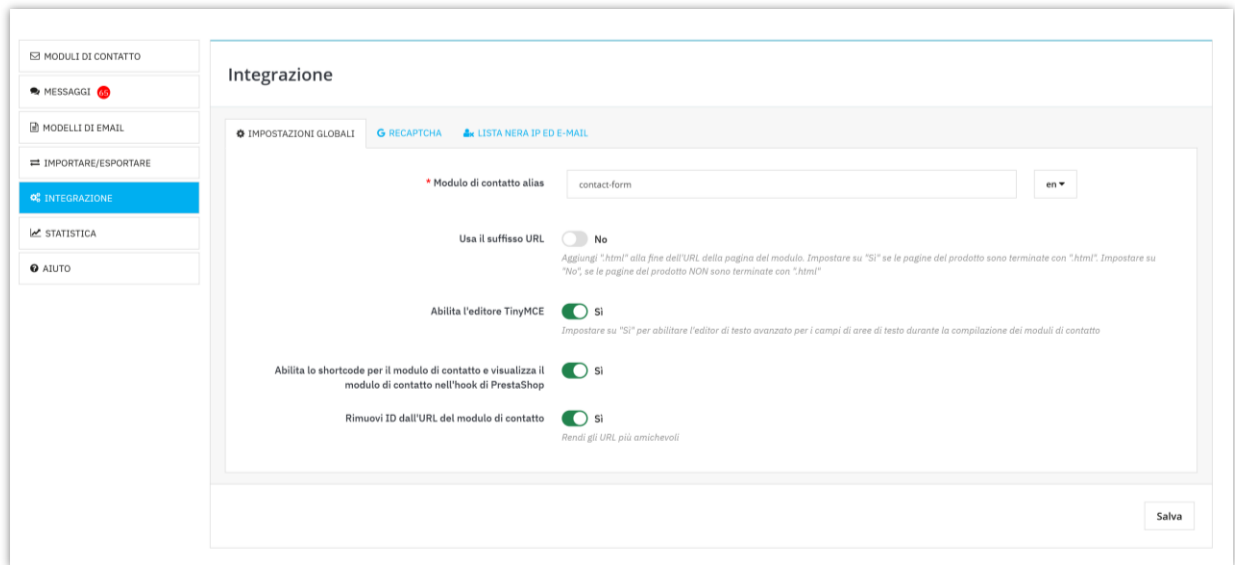 MODULI DI CONTATTO
MESSAGGI 65
MODELLI DI EMAIL
IMPORTARE/ESPORTARE
INTEGRAZIONE
STATISTICA
AIUTO
Integrazione
IMPOSTAZIONI GLOBALI
RECAPTCHA
LISTA NERA IP ED E-MAIL
* Modulo di contatto alias
contact-form
en
Usa il suffisso URL
No
Aggiungi ".html" alla fine dell'URL della pagina del modulo. Impostare su "Sì" se le pagine del prodotto sono terminate con ".html". Impostare su
"No", se le pagine del prodotto NON sono terminate con ".html"
Abilita l'editore TinyMCE
Sì
Impostare su "Sì" per abilitare l'editor di testo avanzato per i campi di aree di testo durante la compilazione dei moduli di contatto
Abilita lo shortcode per il modulo di contatto e visualizza il
modulo di contatto nell'hook di PrestaShop
Sì
Rimuovi ID dall'URL del modulo di contatto
Sì
Rendi gli URL più amichevoli
Salva